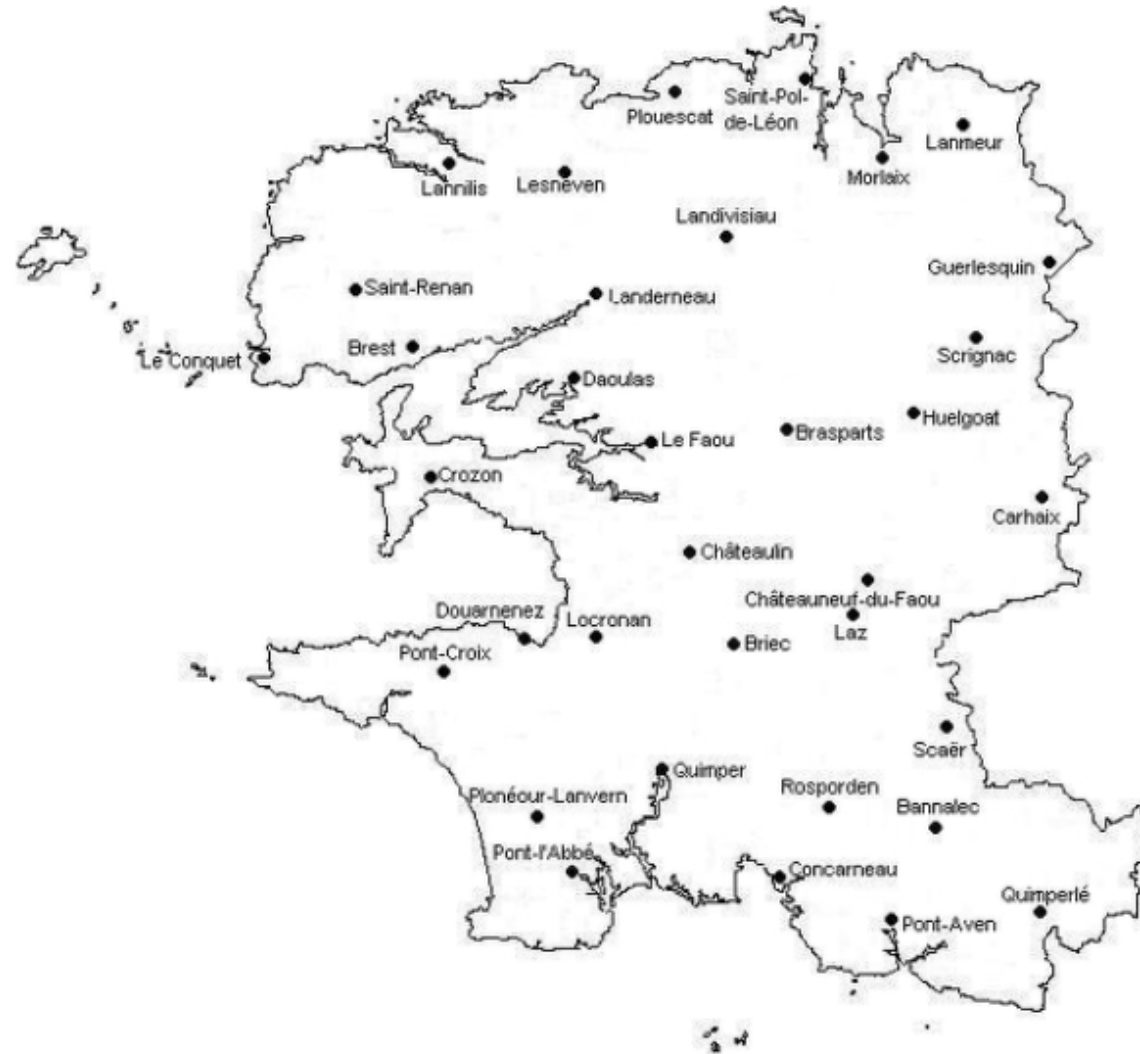 Plouescat
Saint-Pol-
de-Léon
Lanmeur
Morlaix
Lannilis
Lesneven
Landivisiau
Guerlesquin
Saint-Renan
Landerneau
Scrignac
Brest
Le Conquet
Daoulas
Huelgoat
Brasparts
Le Faou
Crozon
Carhaix
Châteaulin
Châteauneuf-du-Faou
Douarnenez
Locronan
Laz
Briec
Pont-Croix
Scaër
Quimper
Rosporden
Plonéour-Lanvern
Bannalec
Pont-l'Abbé
Concarneau
Quimperlé
Pont-Aven